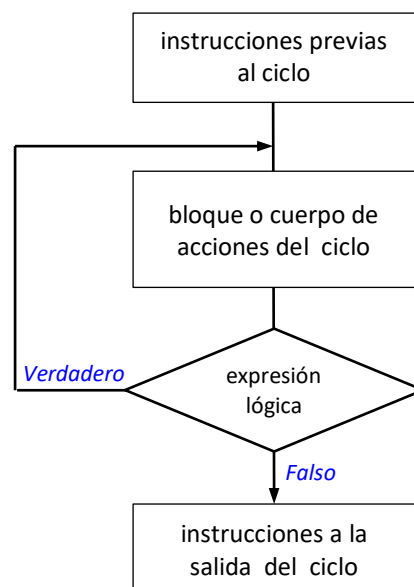 instrucciones previas
al ciclo
bloque o cuerpo de
acciones del ciclo
Verdadero
expresión
lógica
Falso
instrucciones a la
salida del ciclo